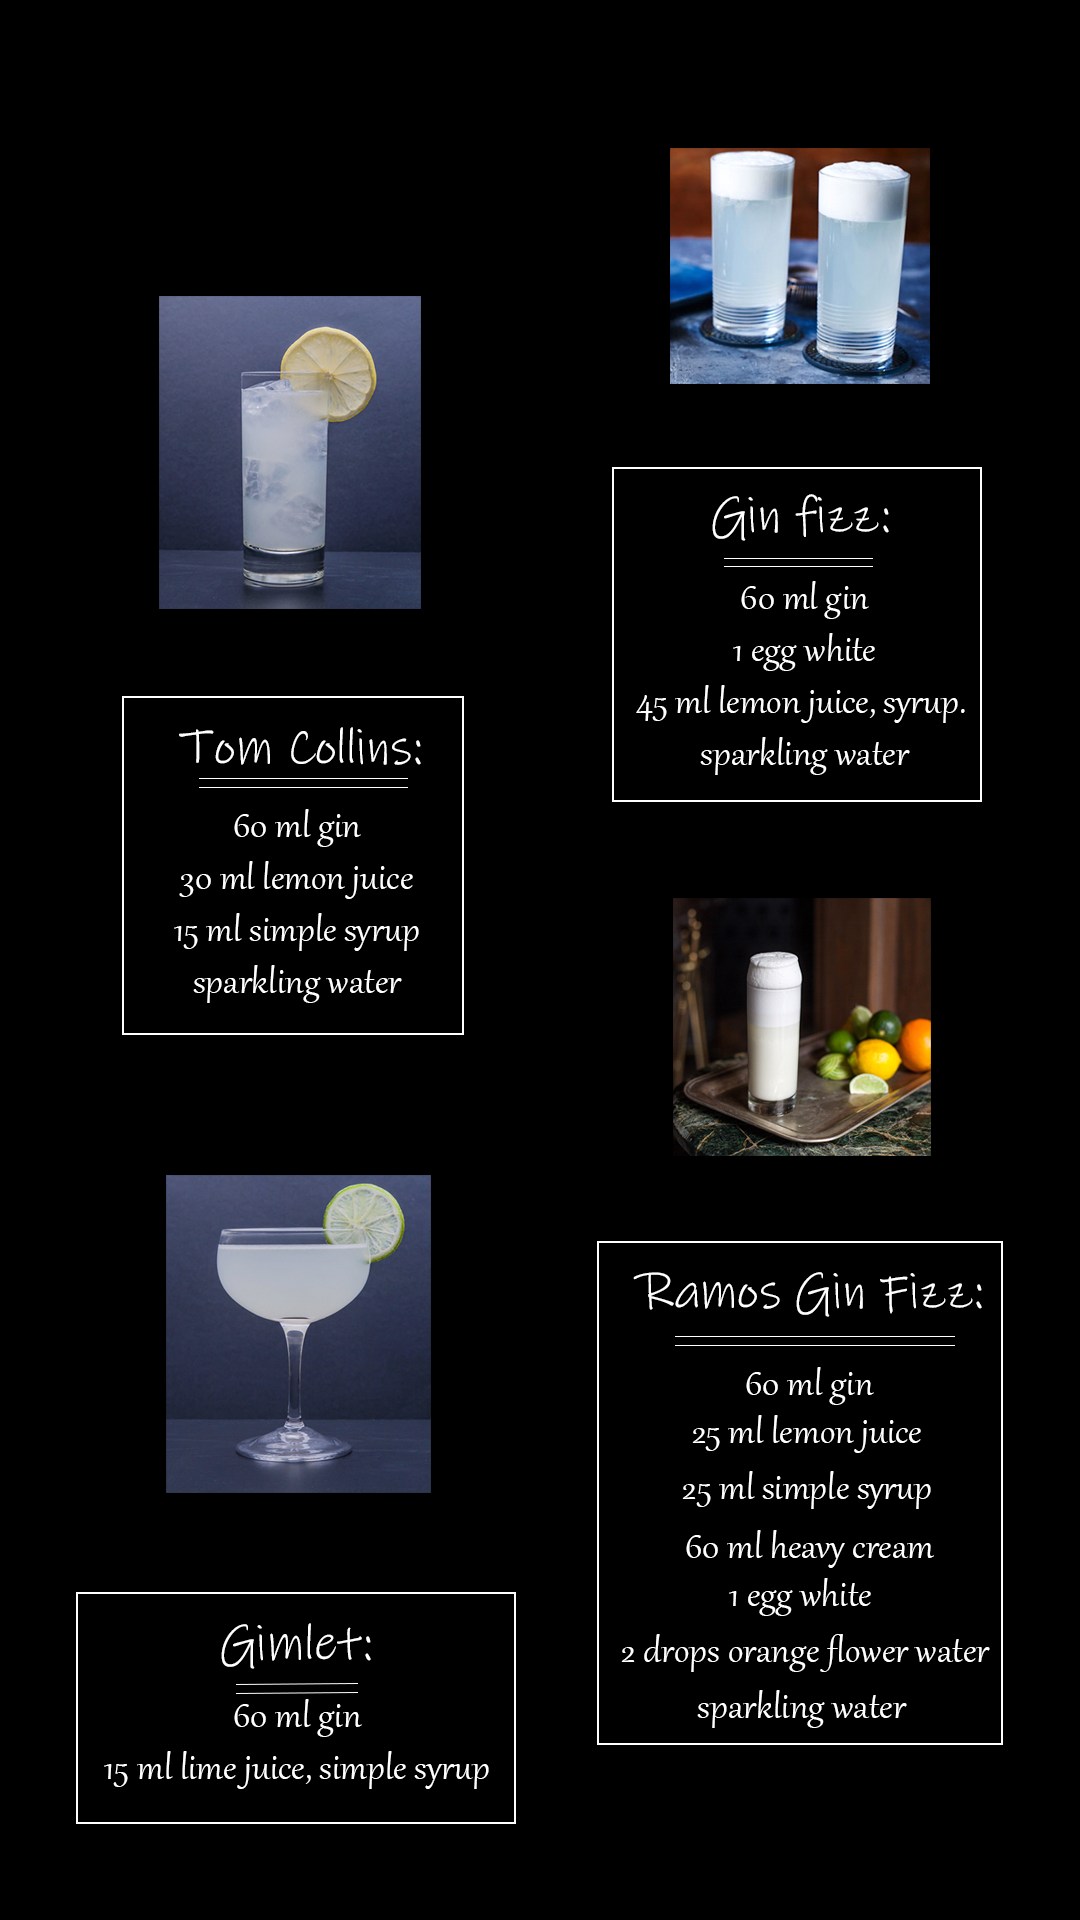 Gin fizz:
60 ml gin
1 egg white
45 ml lemon juice, syrup.
sparkling water
Tom Collins:
60 ml gin
30 ml lemon juice
15 ml simple syrup
sparkling water
Ramos Gin Fizz:
60 ml gin
25 ml lemon juice
25 ml simple syrup
60 ml heavy cream
1 egg white
2 drops orange flower water
sparkling water
Gimlet:
60 ml gin
15 ml lime juice, simple syrup